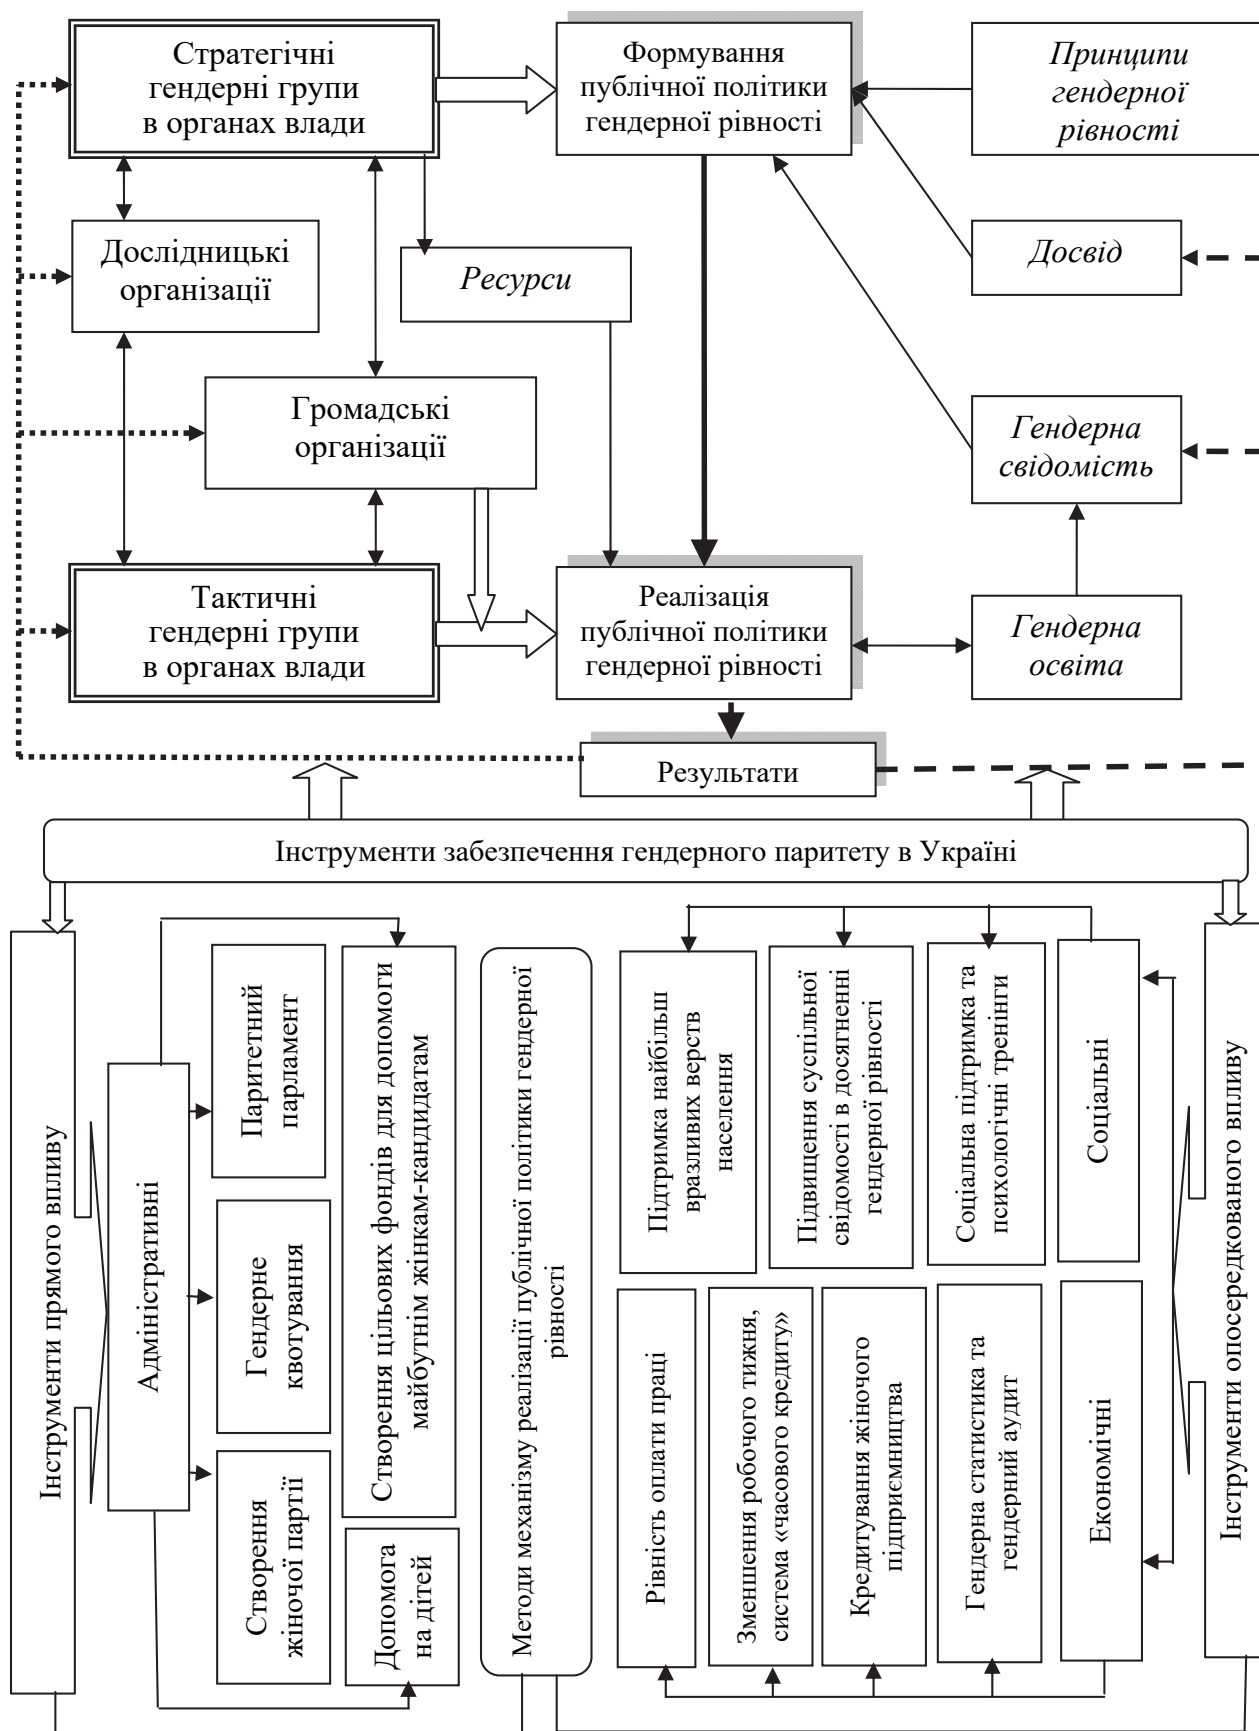 Стратегічні
гендерні групи
в органах влади
Формування
публічної політики
гендерної рівності
Принципи
гендерної
рівності
Дослідницькі
організації
Ресурси
Досвід
Громадські
організації
Гендерна
свідомість
Тактичні
гендерні групи
в органах влади
Реалізація
публічної політики
гендерної рівності
Гендерна
освіта
Результати
Інструменти забезпечення гендерного паритету в Україні
Інструменти прямого впливу
Адміністративні
Паритетний
парламент
Гендерне
квотування
Створення
жіночої партії
Створення цільових фондів для допомоги
майбутнім жінкам-кандидатам
Допомога
на дітей
Методи механізму реалізації публічної політики гендерної
рівності
Підтримка найбільш
вразливих верств
населення
Підвищення суспільної
свідомості в досягненні
гендерної рівності
Соціальна підтримка та
психологічні тренінги
Соціальні
Рівність оплати праці
Зменшення робочого тижня,
система «часового кредиту»
Кредитування жіночого
підприємництва
Гендерна статистика та
гендерний аудит
Економічні
Інструменти опосередкованого впливу